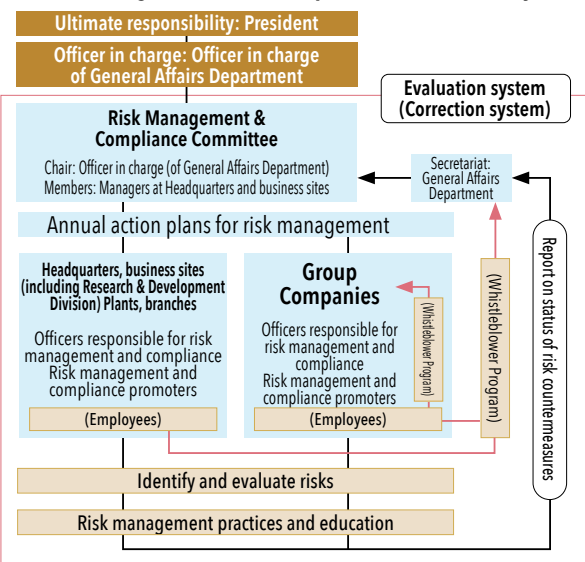 Ultimate responsibility: President
Officer in charge: Officer in charge
of General Affairs Department
Evaluation system
(Correction system)
Risk Management &
Compliance Committee
Chair: Officer in charge (of General Affairs Department)
Members: Managers at Headquarters and business sites
Secretariat:
General Affairs
Department
Annual action plans for risk management
Headquarters, business sites
(including Research & Development
Division) Plants, branches
Officers responsible for risk
management and compliance
Risk management and
compliance promoters
(Employees)
Group
Companies
Officers responsible for
risk management and
compliance
Risk management and
compliance promoters
(Employees)
(Whistleblower Program)
(Whistleblower Program)
Report on status of risk countermeasures
Identify and evaluate risks
Risk management practices and education